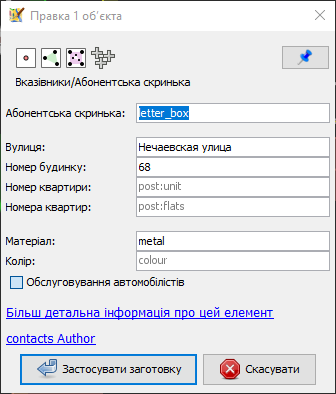 Правка 1 об'єкта
Вказівники/Абонентська скринька
Абонентська скринька: letter_box
Вулиця: Нечаевская улица
Номер будинку: 68
Номер квартири: post:unit
Номера квартир: post:flats
Матеріал: metal
Колір: colour
Обслуговування автомобілістів
Більш детальна інформація про цей елемент
contacts Author
Застосувати заготовку
Скасувати